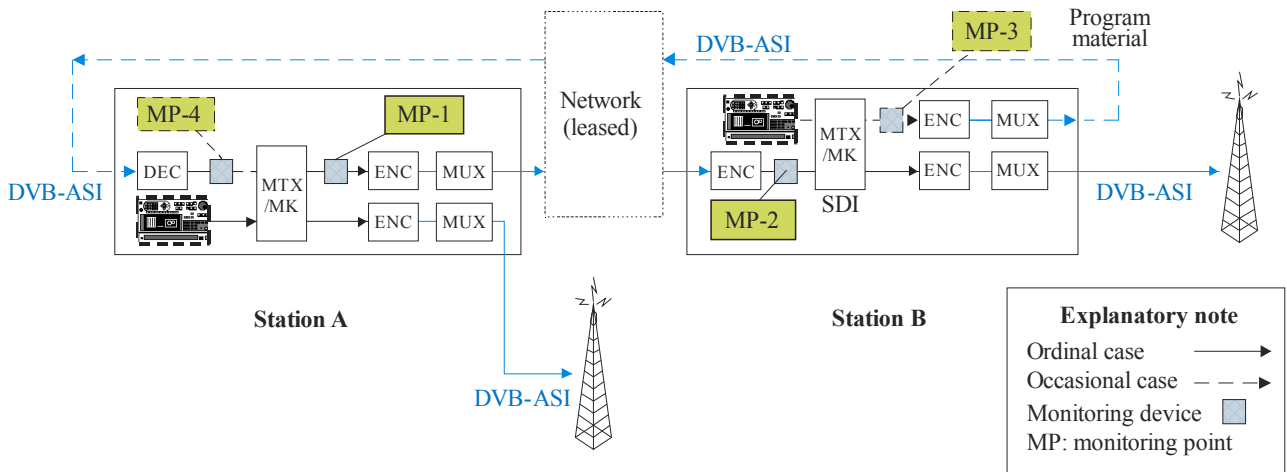 MP-3
Program
material
DVB-ASI
MP-4
MP-1
Network
(leased)
ENC
MUX
MTX
/MK
DEC
ENC
MUX
ENC
ENC
MUX
DVB-ASI
MTX
/MK
DVB-ASI
ENC
MUX
MP-2
SDI
Station A
Station B
Explanatory note
Ordinal case
Occasional case
Monitoring device
MP: monitoring point
DVB-ASI